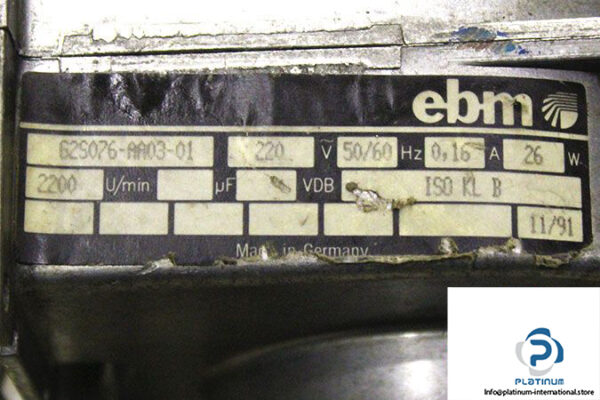 ebm
G2S076-AA03-01 220 V~ 50/60 Hz 0,16 A 26 W
2200 U/min µF VDB ISO KL B
11/91
Made in Germany
P
PLATINUM
Info@platinum-international.store